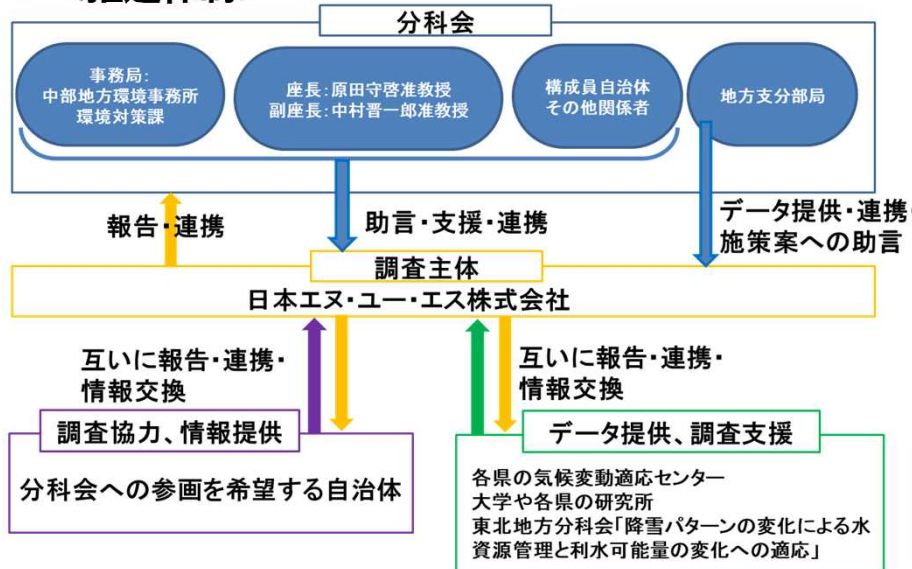 分科会
事務局:
中部地方環境事務所
環境対策課
座長:原田守啓准教授
副座長:中村晋一郎准教授
構成員自治体
その他関係者
地方支分部局
報告・連携
助言・支援・連携
データ提供・連携・
施策案への助言
調査主体
日本エヌ・ユー・エス株式会社
互いに報告・連携・
情報交換
互いに報告・連携・
情報交換
調査協力、情報提供
分科会への参画を希望する自治体
データ提供、調査支援
各県の気候変動適応センター
大学や各県の研究所
東北地方分科会「降雪パターンの変化による水
資源管理と利水可能量の変化への適応」